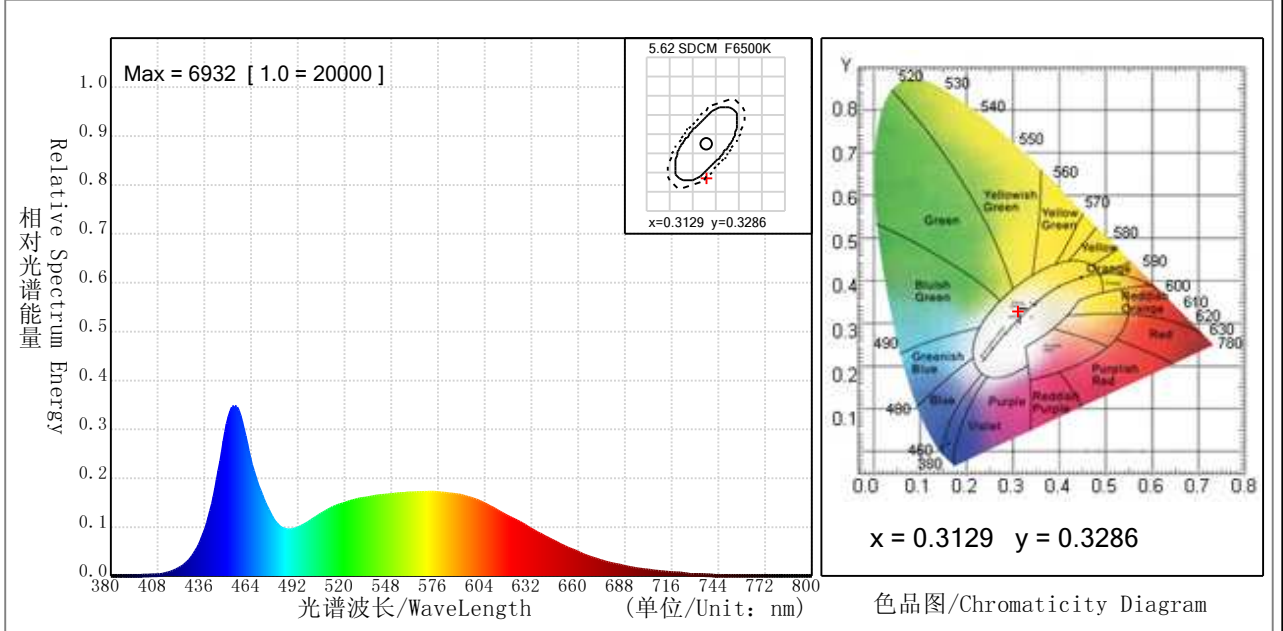 Max = 6932 [ 1.0 = 20000 ]
1.0
0.9
0.8
0.7
0.6
0.5
0.4
0.3
0.2
0.1
0.0
相对光谱能量
Relative Spectrum Energy
380 408 436 464 492 520 548 576 604 632 660 688 716 744 772 800
光谱波长/WaveLength (单位/Unit: nm)
5.62 SDCM F6500K
x=0.3129 y=0.3286
Y
0.8
0.7
0.6
0.5
0.4
0.3
0.2
0.1
0.0 0.1 0.2 0.3 0.4 0.5 0.6 0.7 0.8
520
530
540
550
560
570
580
590
600
610
620
630
780
490
480
460
380
Green
Yellowish Green
Yellow Green
Yellow
Orange
Reddish Orange
Red
Purplish Red
Reddish Purple
Purple
Violet
Blue
Greenish Blue
Bluish Green
x = 0.3129 y = 0.3286
色品图/Chromaticity Diagram